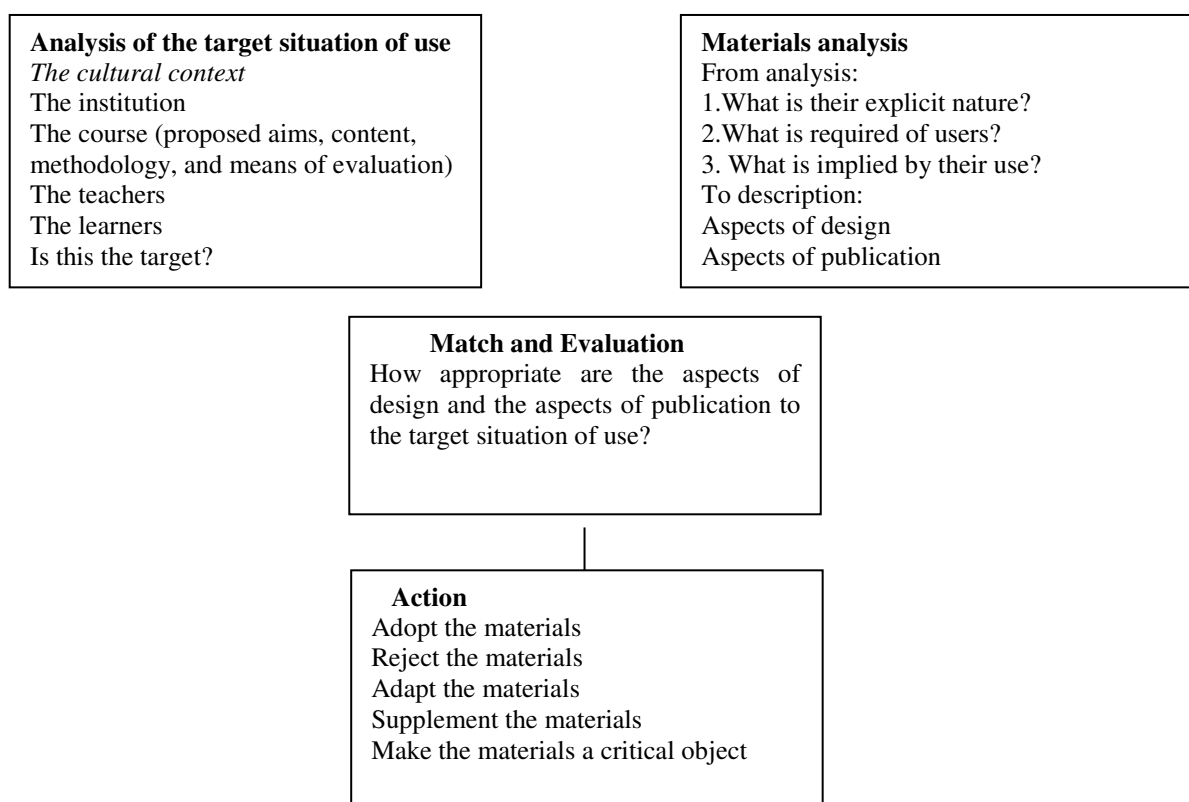 Analysis of the target situation of use
The cultural context
The institution
The course (proposed aims, content,
methodology, and means of evaluation)
The teachers
The learners
Is this the target?
Materials analysis
From analysis:
1.What is their explicit nature?
2.What is required of users?
3. What is implied by their use?
To description:
Aspects of design
Aspects of publication
Match and Evaluation
How appropriate are the aspects of
design and the aspects of publication to
the target situation of use?
Action
Adopt the materials
Reject the materials
Adapt the materials
Supplement the materials
Make the materials a critical object